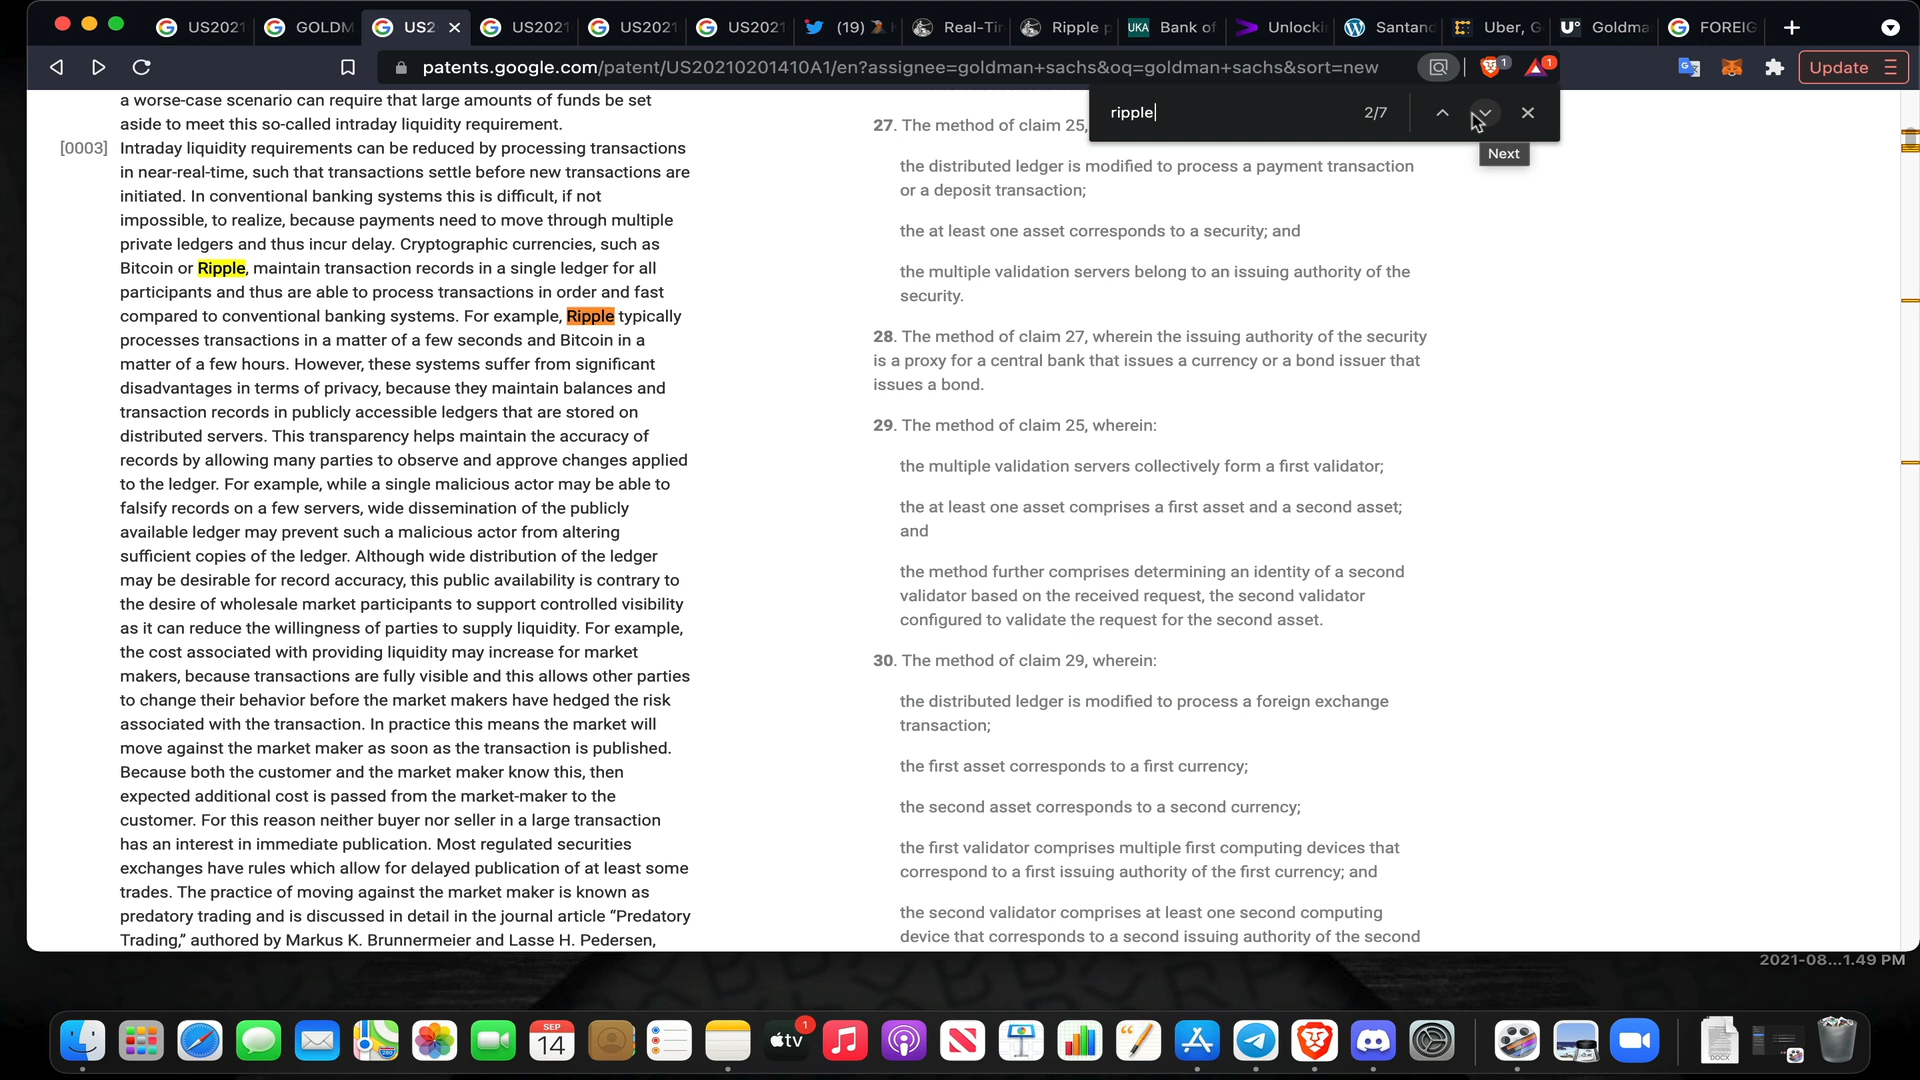 US2021
GOLDM
US2
US2021
US2021
US2021
(19)
Real-Tin
Ripple p
UKA
Bank of
Unlocki
Santand
Uber, G
U°
Goldma
FOREIG
patents.google.com/patent/US20210201410A1/en?assignee=goldman+sachs&oq=goldman+sachs&sort=new
1
1
Update
ripple
2/7
Next
a worse-case scenario can require that large amounts of funds be set
aside to meet this so-called intraday liquidity requirement.
[0003] Intraday liquidity requirements can be reduced by processing transactions
in near-real-time, such that transactions settle before new transactions are
initiated. In conventional banking systems this is difficult, if not
impossible, to realize, because payments need to move through multiple
private ledgers and thus incur delay. Cryptographic currencies, such as
Bitcoin or Ripple, maintain transaction records in a single ledger for all
participants and thus are able to process transactions in order and fast
compared to conventional banking systems. For example, Ripple typically
processes transactions in a matter of a few seconds and Bitcoin in a
matter of a few hours. However, these systems suffer from significant
disadvantages in terms of privacy, because they maintain balances and
transaction records in publicly accessible ledgers that are stored on
distributed servers. This transparency helps maintain the accuracy of
records by allowing many parties to observe and approve changes applied
to the ledger. For example, while a single malicious actor may be able to
falsify records on a few servers, wide dissemination of the publicly
available ledger may prevent such a malicious actor from altering
sufficient copies of the ledger. Although wide distribution of the ledger
may be desirable for record accuracy, this public availability is contrary to
the desire of wholesale market participants to support controlled visibility
as it can reduce the willingness of parties to supply liquidity. For example,
the cost associated with providing liquidity may increase for market
makers, because transactions are fully visible and this allows other parties
to change their behavior before the market makers have hedged the risk
associated with the transaction. In practice this means the market will
move against the market maker as soon as the transaction is published.
Because both the customer and the market maker know this, then
expected additional cost is passed from the market-maker to the
customer. For this reason neither buyer nor seller in a large transaction
has an interest in immediate publication. Most regulated securities
exchanges have rules which allow for delayed publication of at least some
trades. The practice of moving against the market maker is known as
predatory trading and is discussed in detail in the journal article “Predatory
Trading,” authored by Markus K. Brunnermeier and Lasse H. Pedersen,
27. The method of claim 25,
the distributed ledger is modified to process a payment transaction
or a deposit transaction;
the at least one asset corresponds to a security; and
the multiple validation servers belong to an issuing authority of the
security.
28. The method of claim 27, wherein the issuing authority of the security
is a proxy for a central bank that issues a currency or a bond issuer that
issues a bond.
29. The method of claim 25, wherein:
the multiple validation servers collectively form a first validator;
the at least one asset comprises a first asset and a second asset;
and
the method further comprises determining an identity of a second
validator based on the received request, the second validator
configured to validate the request for the second asset.
30. The method of claim 29, wherein:
the distributed ledger is modified to process a foreign exchange
transaction;
the first asset corresponds to a first currency;
the second asset corresponds to a second currency;
the first validator comprises multiple first computing devices that
correspond to a first issuing authority of the first currency; and
the second validator comprises at least one second computing
device that corresponds to a second issuing authority of the second
2021-08...1.49 PM
SEP
14
tv
1
DOCX